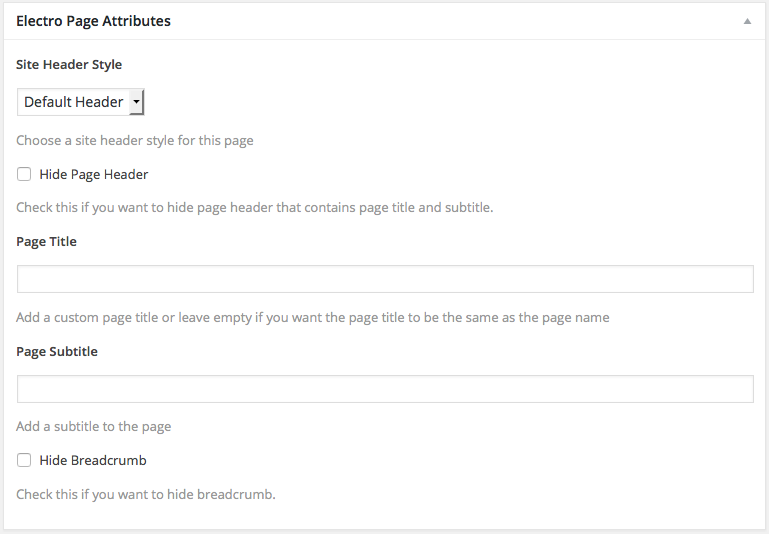 Electro Page Attributes
Site Header Style
Default Header
Choose a site header style for this page
Hide Page Header
Check this if you want to hide page header that contains page title and subtitle.
Page Title
Add a custom page title or leave empty if you want the page title to be the same as the page name
Page Subtitle
Add a subtitle to the page
Hide Breadcrumb
Check this if you want to hide breadcrumb.